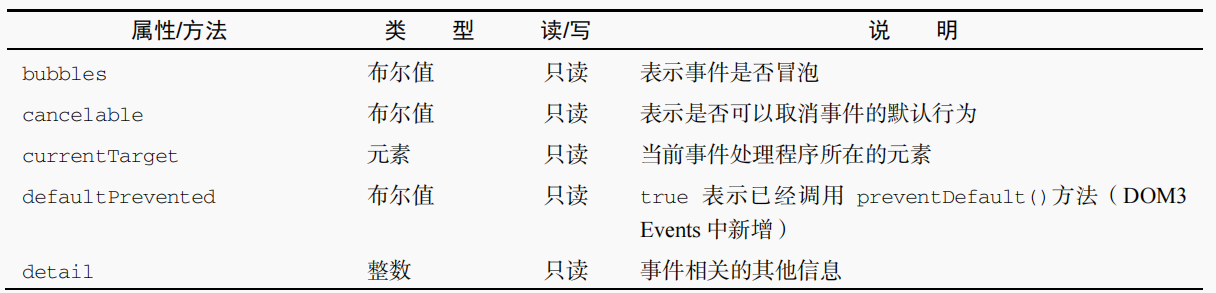 属性/方法 类 型 读/写 说 明
bubbles 布尔值 只读 表示事件是否冒泡
cancelable 布尔值 只读 表示是否可以取消事件的默认行为
currentTarget 元素 只读 当前事件处理程序所在的元素
defaultPrevented 布尔值 只读 true 表示已经调用 preventDefault()方法（DOM3
Events 中新增）
detail 整数 只读 事件相关的其他信息